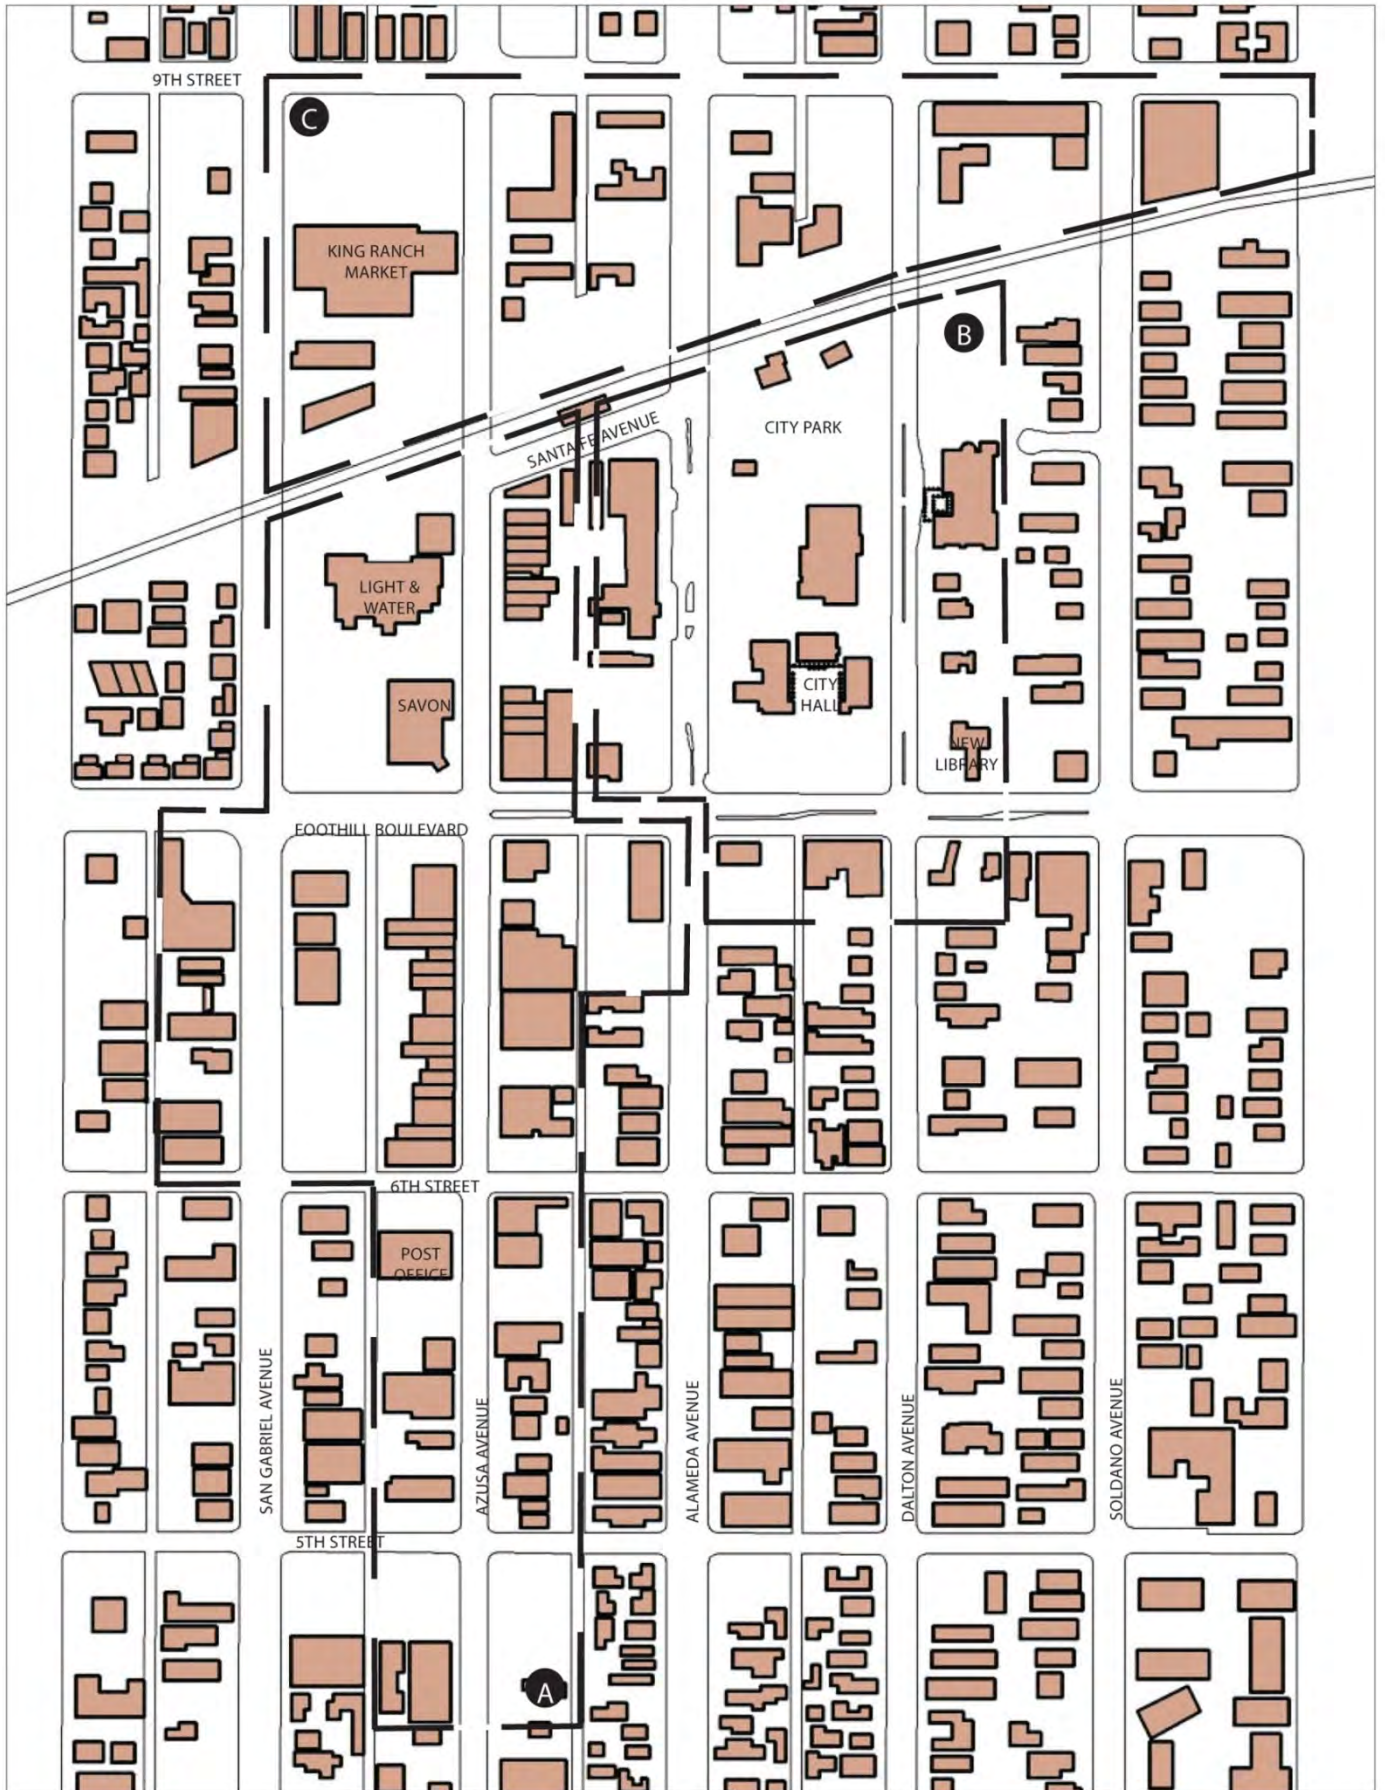 9TH STREET
C
KING RANCH
MARKET
B
SANTA FE AVENUE
CITY PARK
LIGHT &
WATER
SAVON
CITY
HALL
NEW
LIBRARY
FOOTHILL BOULEVARD
6TH STREET
POST
OFFICE
SAN GABRIEL AVENUE
AZUSA AVENUE
ALAMEDA AVENUE
DALTON AVENUE
SOLDANO AVENUE
5TH STREET
A